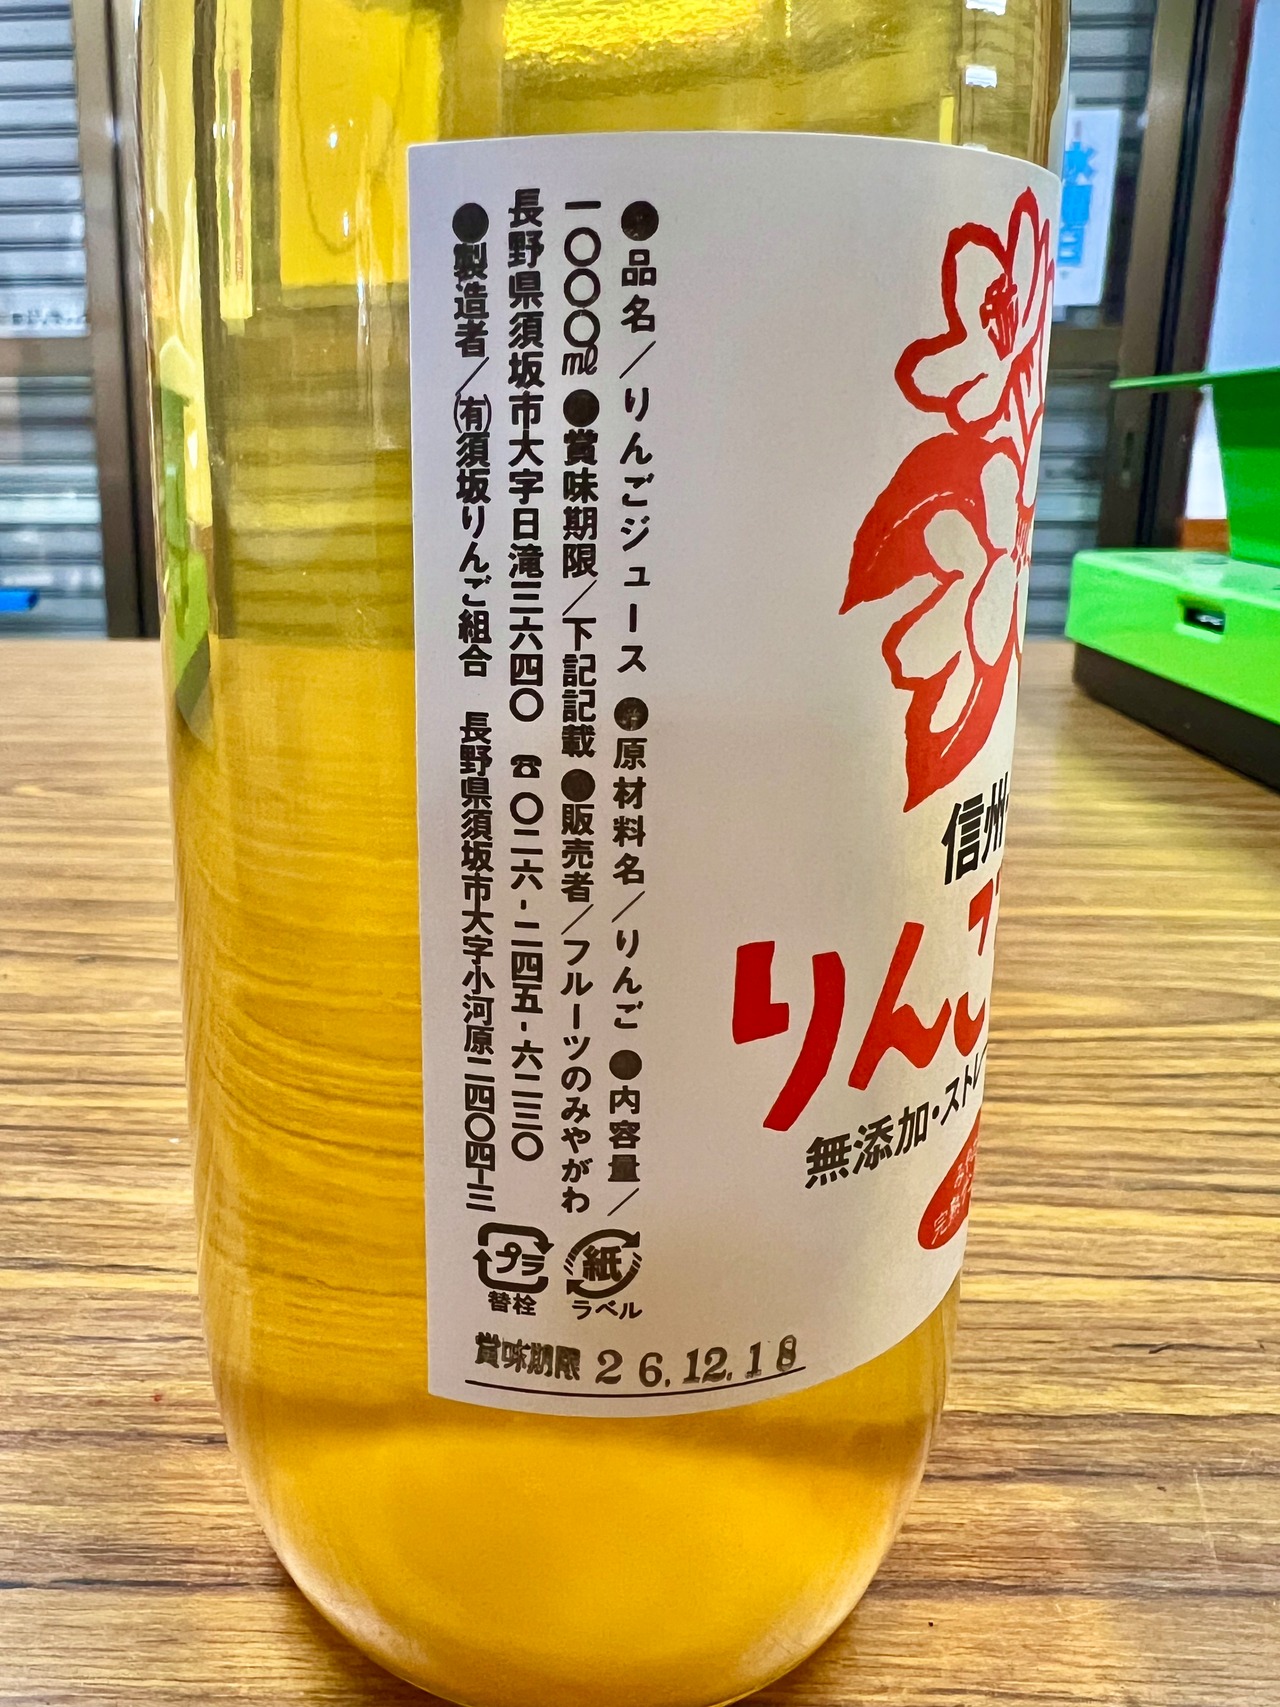 ●品名／りんごジュース ●原材料名／りんご ●内容量／
一〇〇〇ml ●賞味期限／下記記載 ●販売者／フルーツのみやがわ
長野県須坂市大字日滝三六四〇 ☎〇二六-二四五-六二三〇
●製造者／㈲須坂りんご組合 長野県須坂市大字小河原二四〇四-三
プラ
替栓
紙
ラベル
賞味期限 26.12.18
信州
りんご
無添加・ストレー